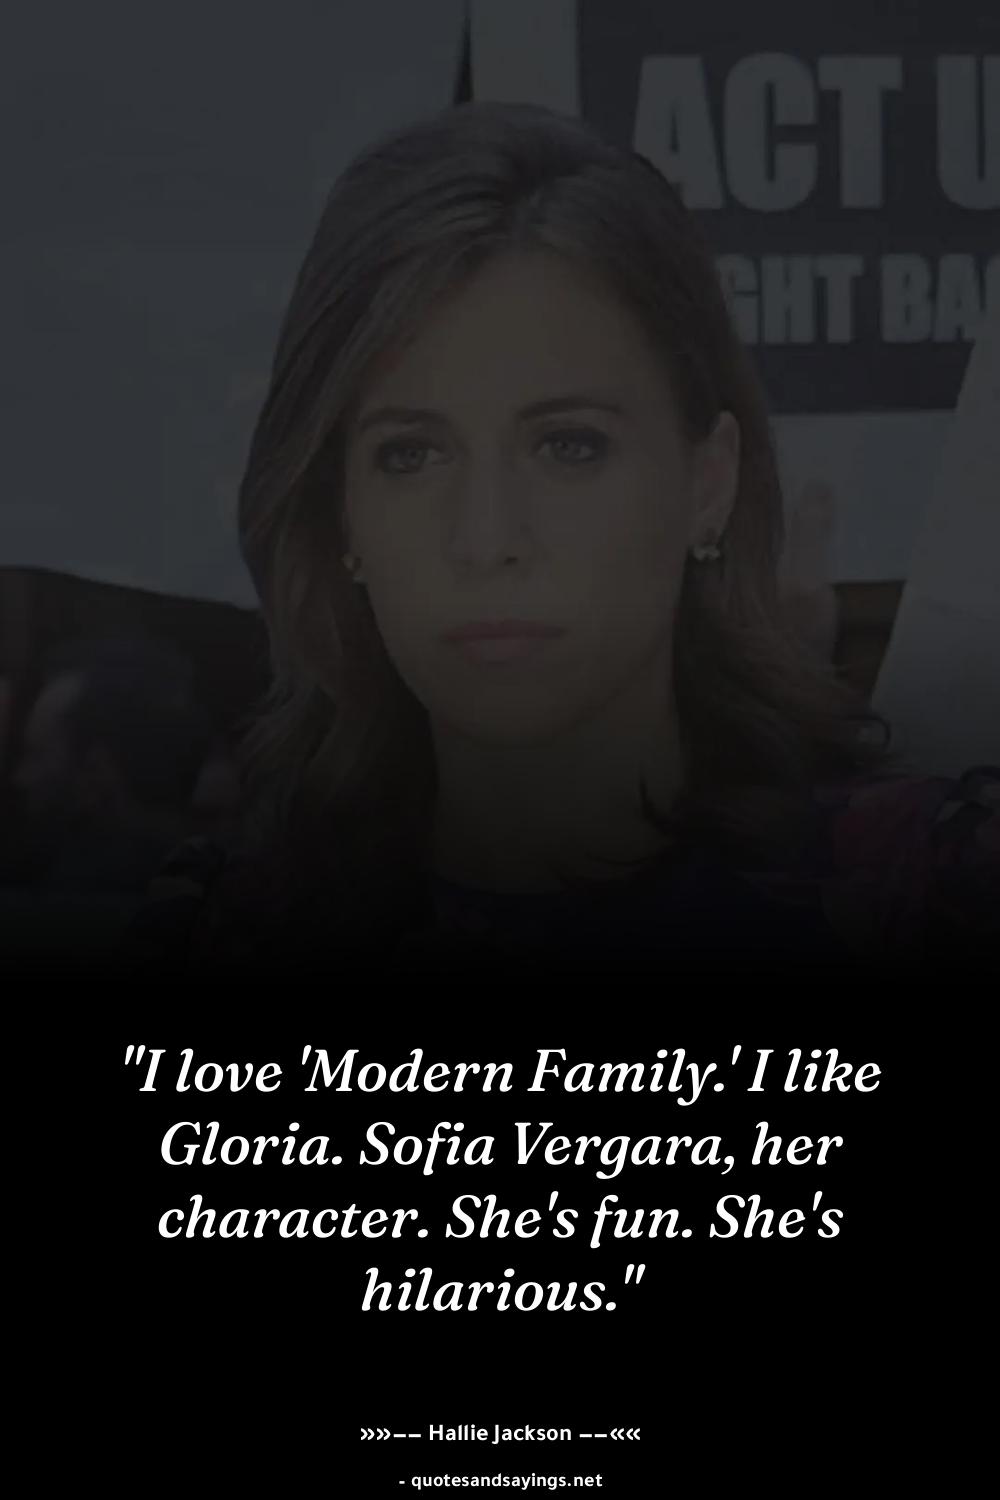 ACT U
GHT BAC
"I love 'Modern Family.' I like
Gloria. Sofia Vergara, her
character. She's fun. She's
hilarious."
»»–– Hallie Jackson ––««
- quotesandsayings.net